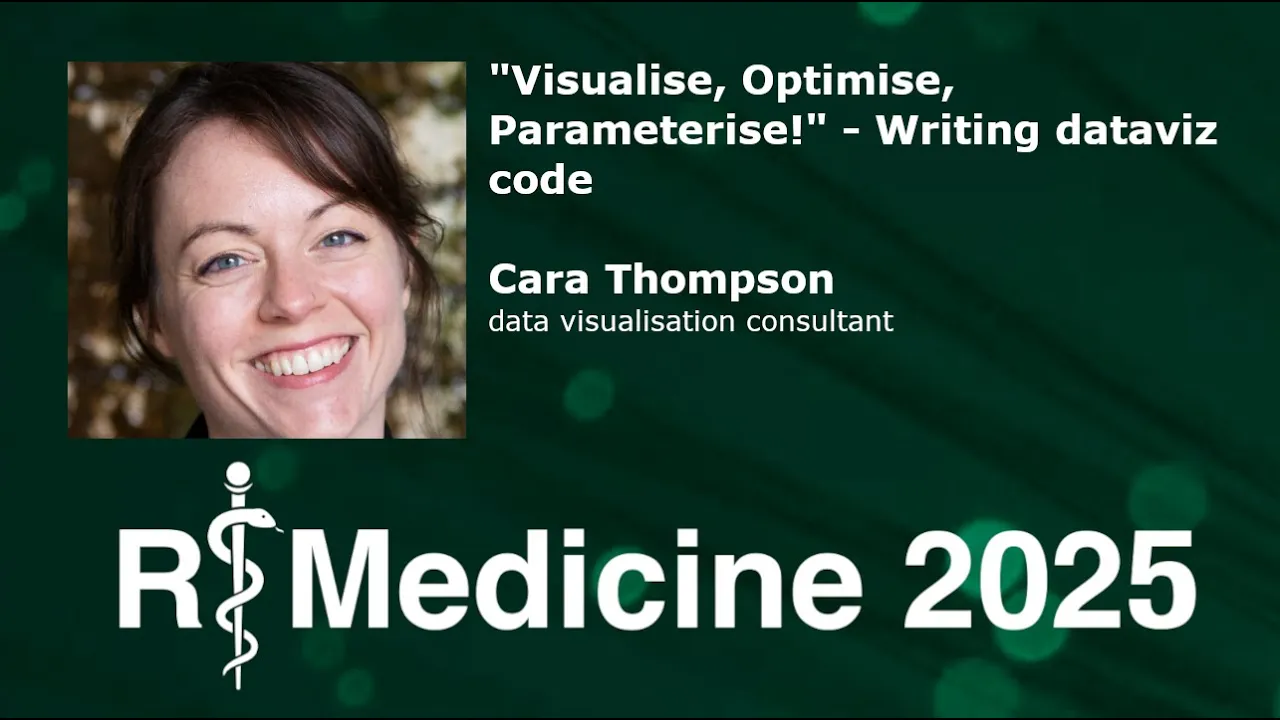 "Visualise, Optimise,
Parameterise!" - Writing dataviz
code
Cara Thompson
data visualisation consultant
R Medicine 2025